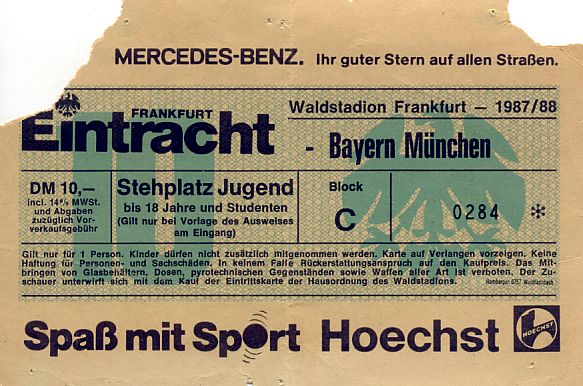 MERCEDES-BENZ. Ihr guter Stern auf allen Straßen.
FRANKFURT
Eintracht
Waldstadion Frankfurt — 1987/88
- Bayern München
DM 10,—
incl. 14% MWSt.
und Abgaben
zuzüglich Vor-
verkaufsgebühr
Stehplatz Jugend
bis 18 Jahre und Studenten
(Gilt nur bei Vorlage des Ausweises
am Eingang)
Block
C
0284 *
Gilt nur für 1 Person. Kinder dürfen nicht zusätzlich mitgenommen werden. Karte auf Verlangen vorzeigen. Keine
Haftung für Personen- und Sachschäden. In keinem Falle Rückerstattungsanspruch auf den Kaufpreis. Das Mit-
bringen von Glasbehältern, Dosen, pyrotechnischen Gegenständen sowie Waffen aller Art ist verboten. Der Zu-
schauer unterwirft sich mit dem Kauf der Eintrittskarte der Hausordnung des Waldstadions.
Spaß mit Sport Hoechst
HOECHST